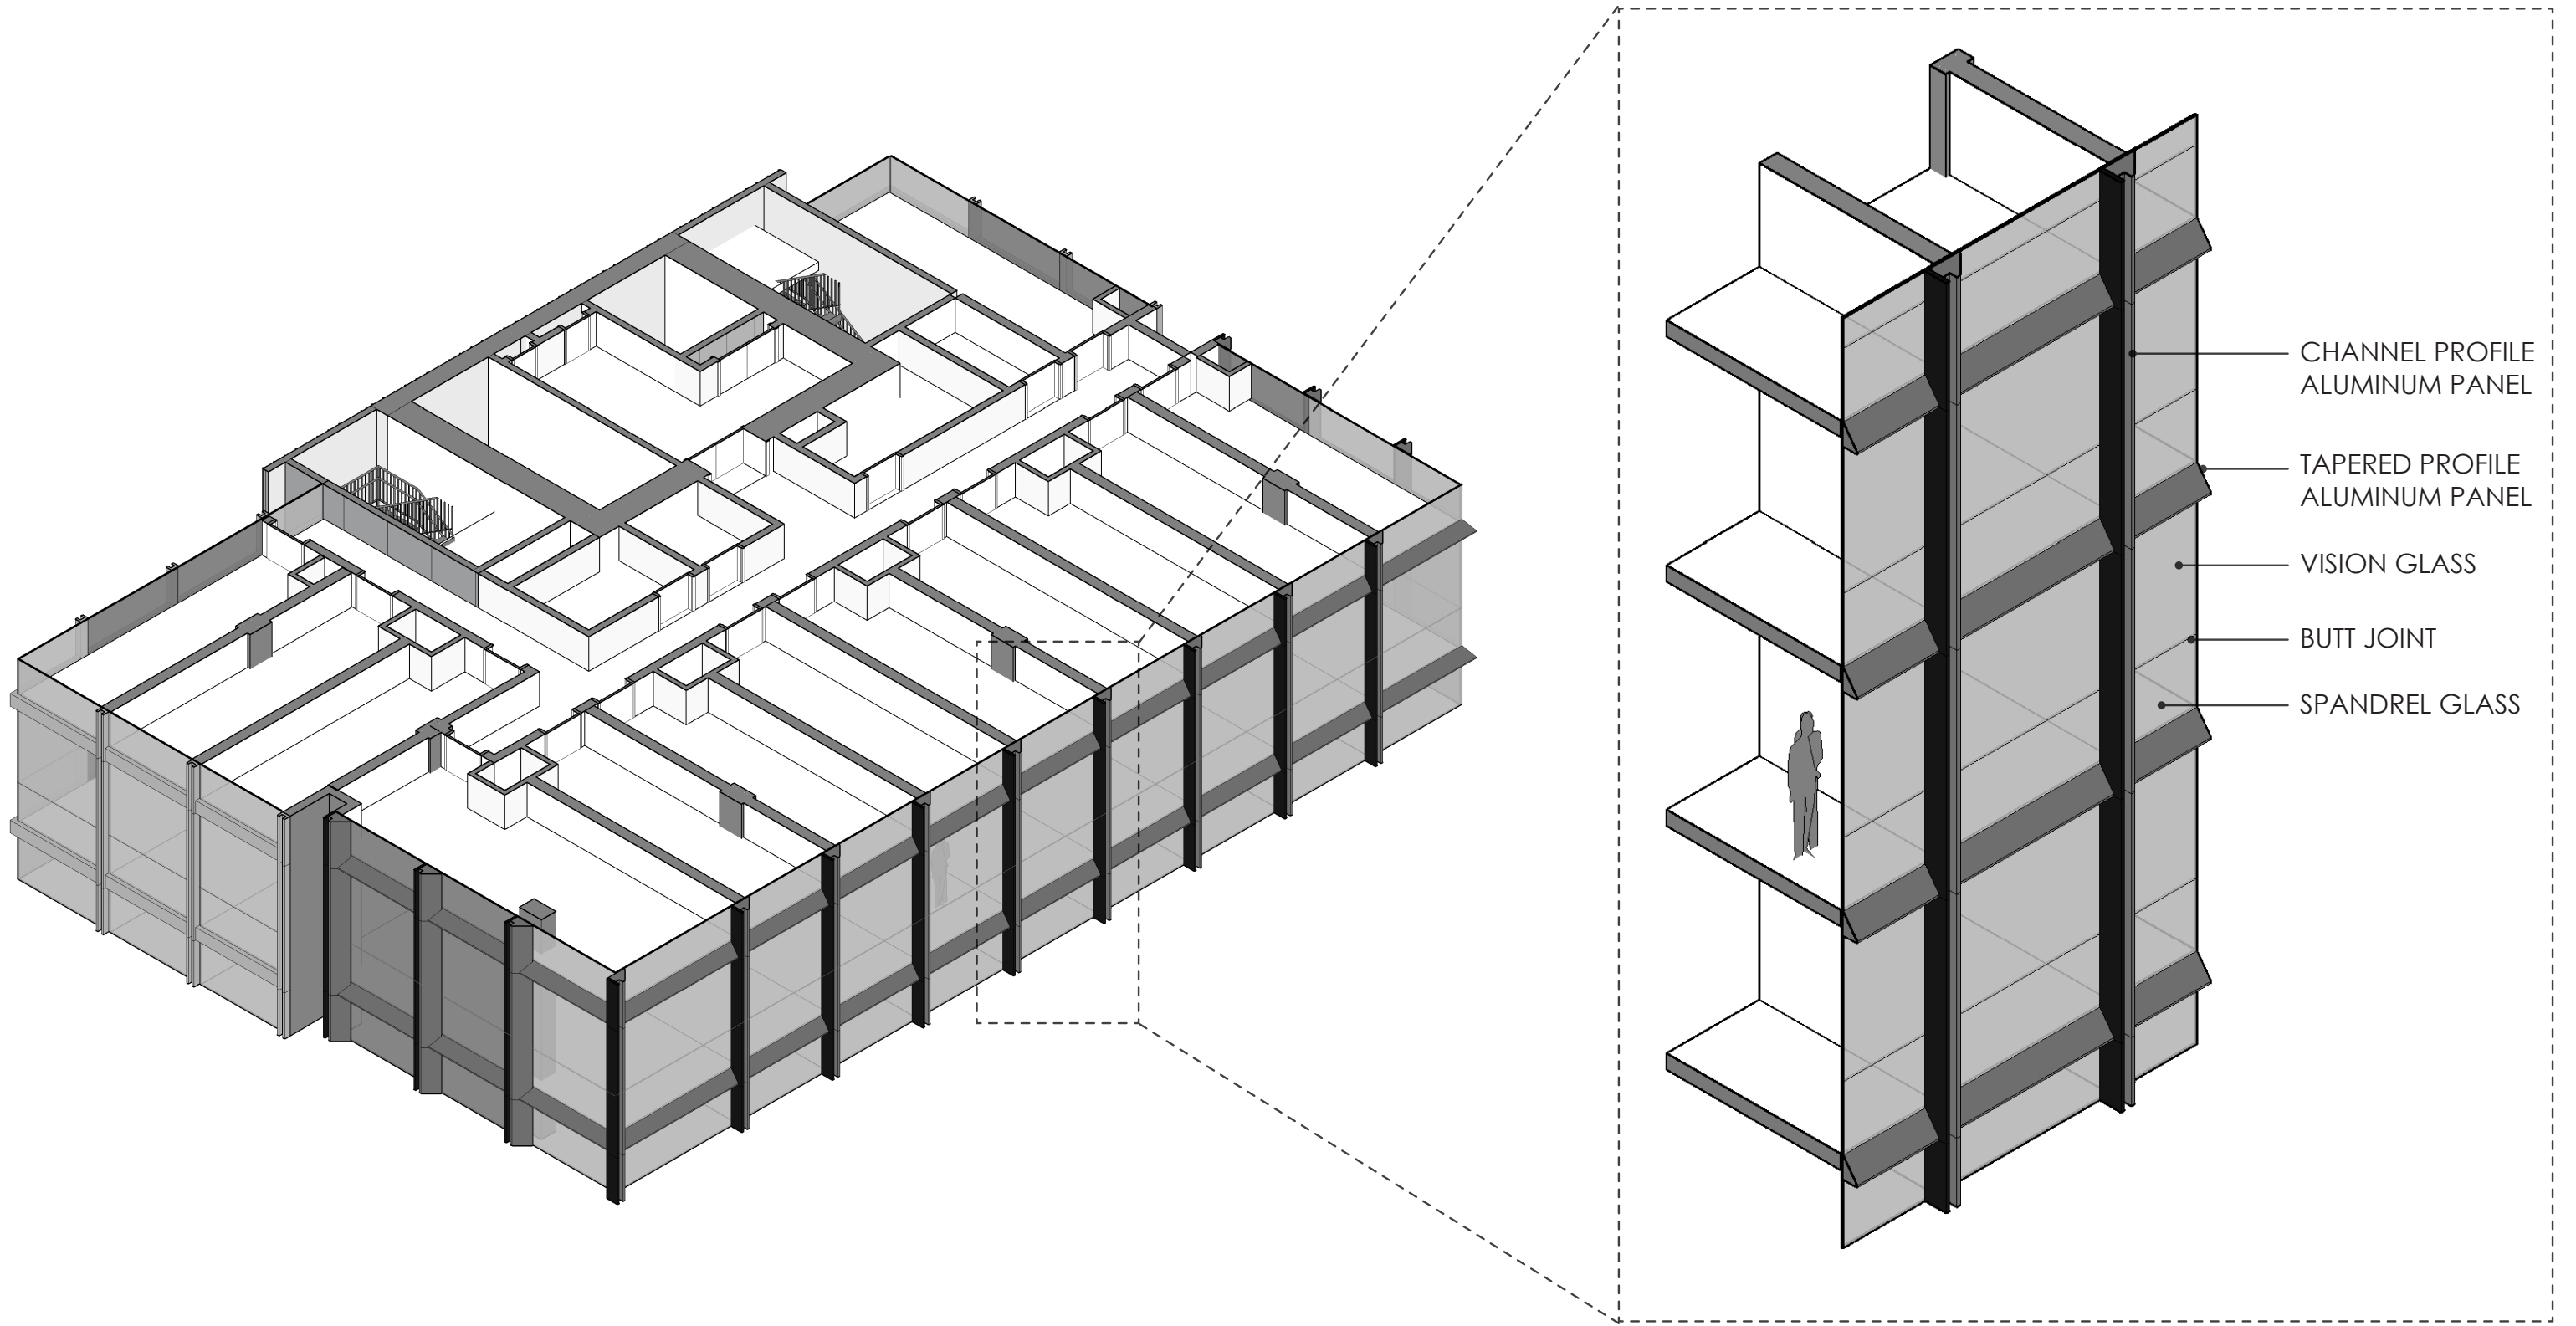 CHANNEL PROFILE
ALUMINUM PANEL
TAPERED PROFILE
ALUMINUM PANEL
VISION GLASS
BUTT JOINT
SPANDREL GLASS